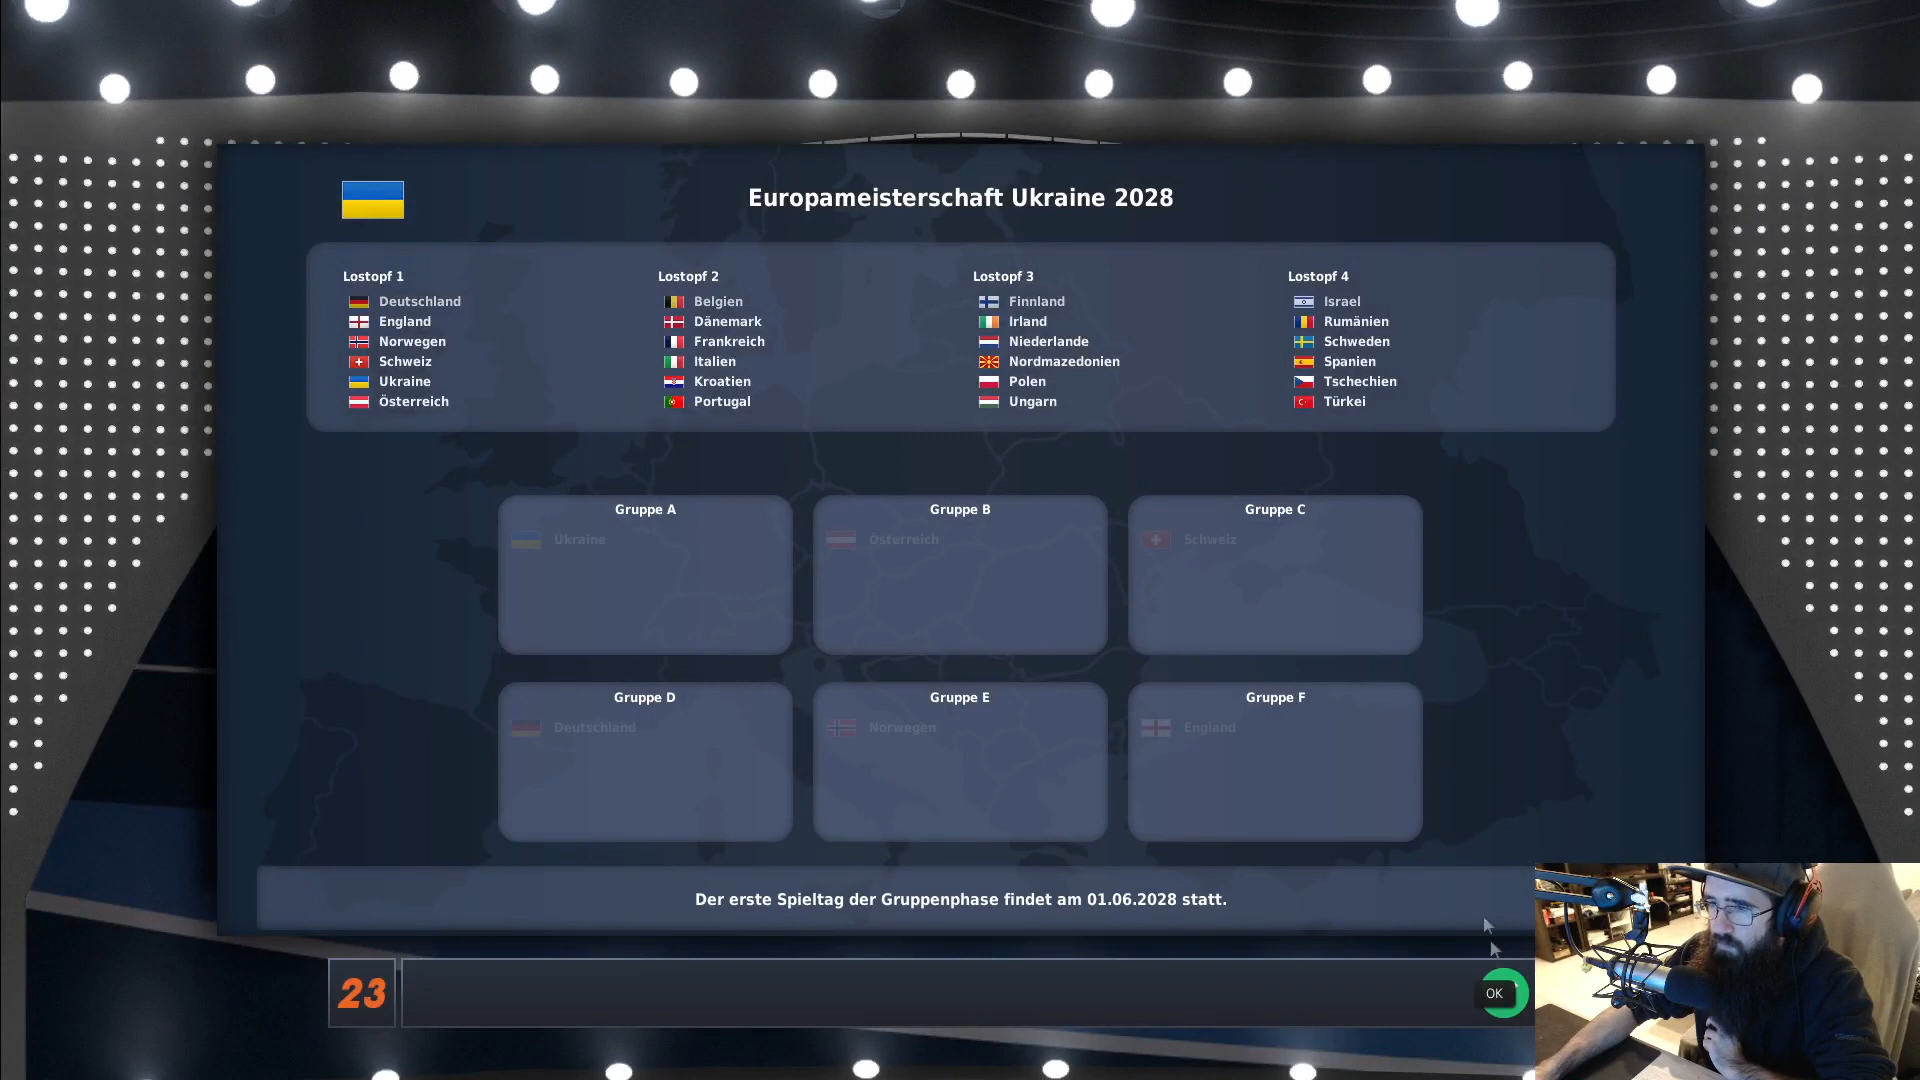 Europameisterschaft Ukraine 2028
Lostopf 1
Deutschland
England
Norwegen
Schweiz
Ukraine
Österreich
Lostopf 2
Belgien
Dänemark
Frankreich
Italien
Kroatien
Portugal
Lostopf 3
Finnland
Irland
Niederlande
Nordmazedonien
Polen
Ungarn
Lostopf 4
Israel
Rumänien
Schweden
Spanien
Tschechien
Türkei
Gruppe A
Ukraine
Gruppe B
Österreich
Gruppe C
Schweiz
Gruppe D
Deutschland
Gruppe E
Norwegen
Gruppe F
England
Der erste Spieltag der Gruppenphase findet am 01.06.2028 statt.
23
OK